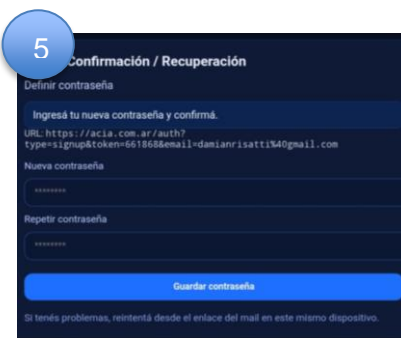 5
Confirmación / Recuperación
Definir contraseña
Ingresá tu nueva contraseña y confirmá.
URL: https://acia.com.ar/auth?
type=signup&token=661868&email=damianrisatti%40gmail.com
Nueva contraseña
********
Repetir contraseña
********
Guardar contraseña
Si tenés problemas, reintentá desde el enlace del mail en este mismo dispositivo.